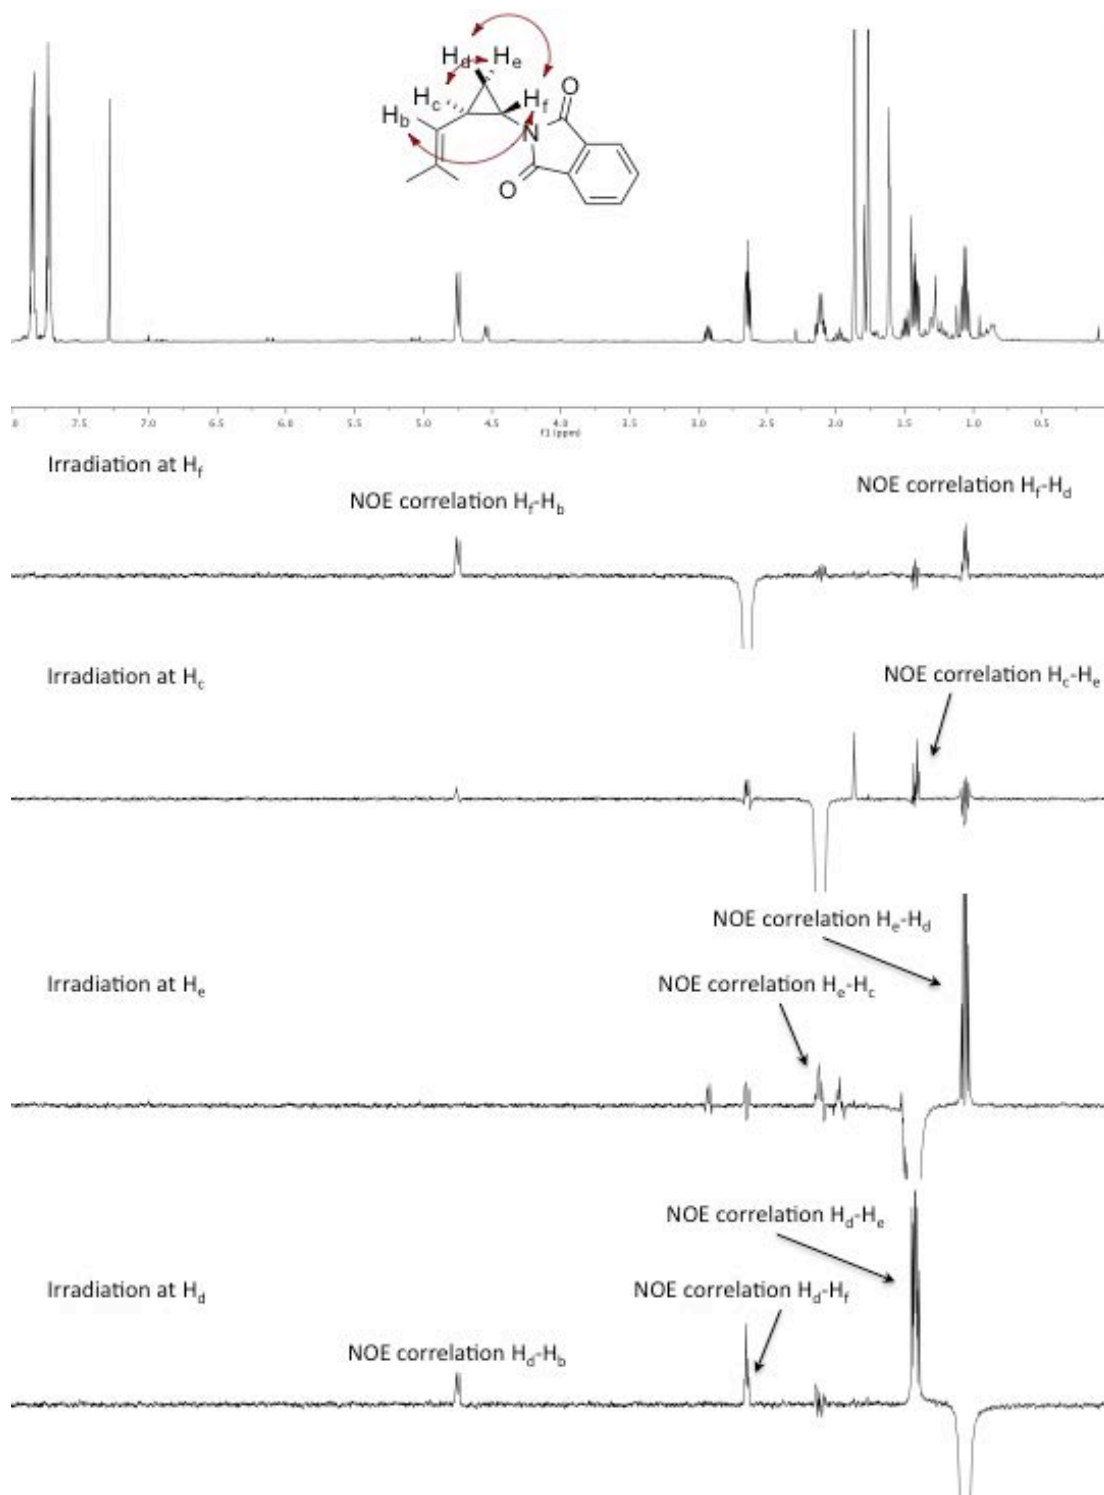 Hd He
Hc Hf
Hb
O
N
O
0 7.5 7.0 6.5 6.0 5.5 5.0 4.5 4.0 3.5 3.0 2.5 2.0 1.5 1.0 0.5
f1 (ppm)
Irradiation at Hf
NOE correlation Hf-Hb
NOE correlation Hf-Hd
Irradiation at Hc
NOE correlation Hc-He
NOE correlation He-Hd
Irradiation at He
NOE correlation He-Hc
NOE correlation Hd-He
Irradiation at Hd
NOE correlation Hd-Hf
NOE correlation Hd-Hb